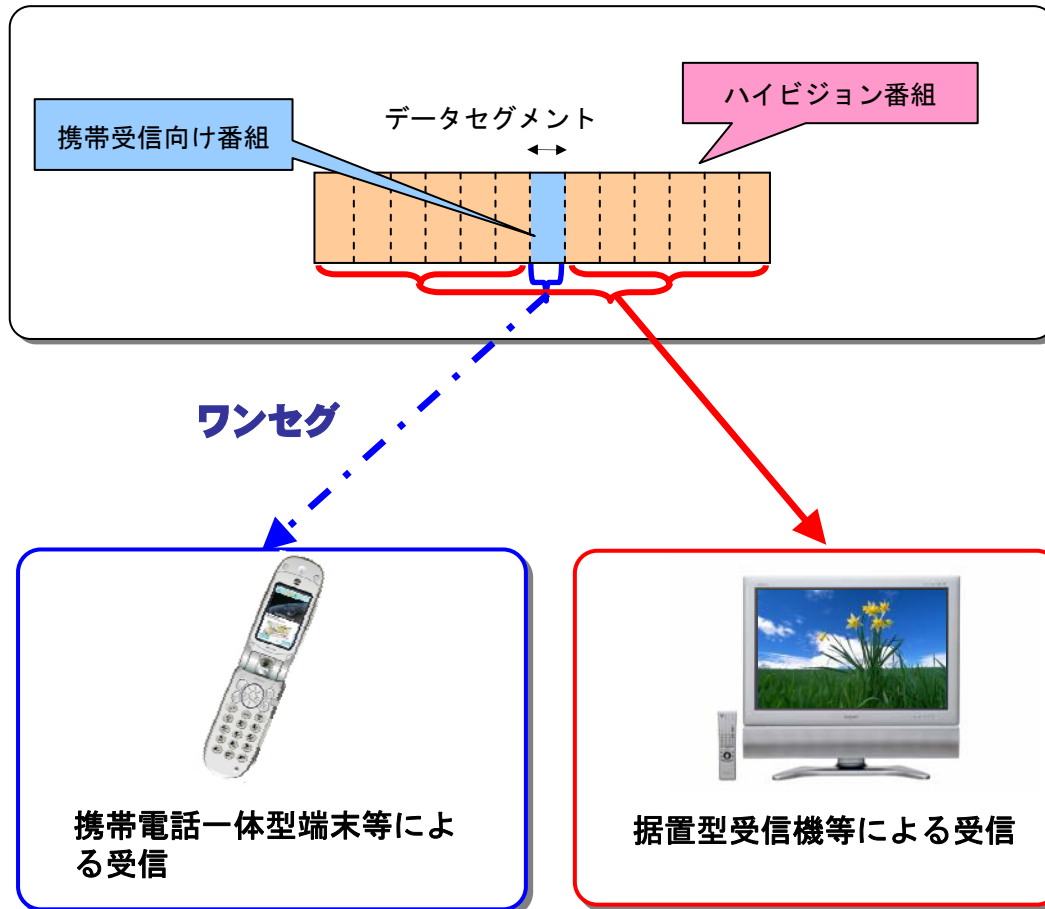 ハイビジョン番組
データセグメント
携帯受信向け番組
ワンセグ
携帯電話一体型端末等によ
る受信
据置型受信機等による受信